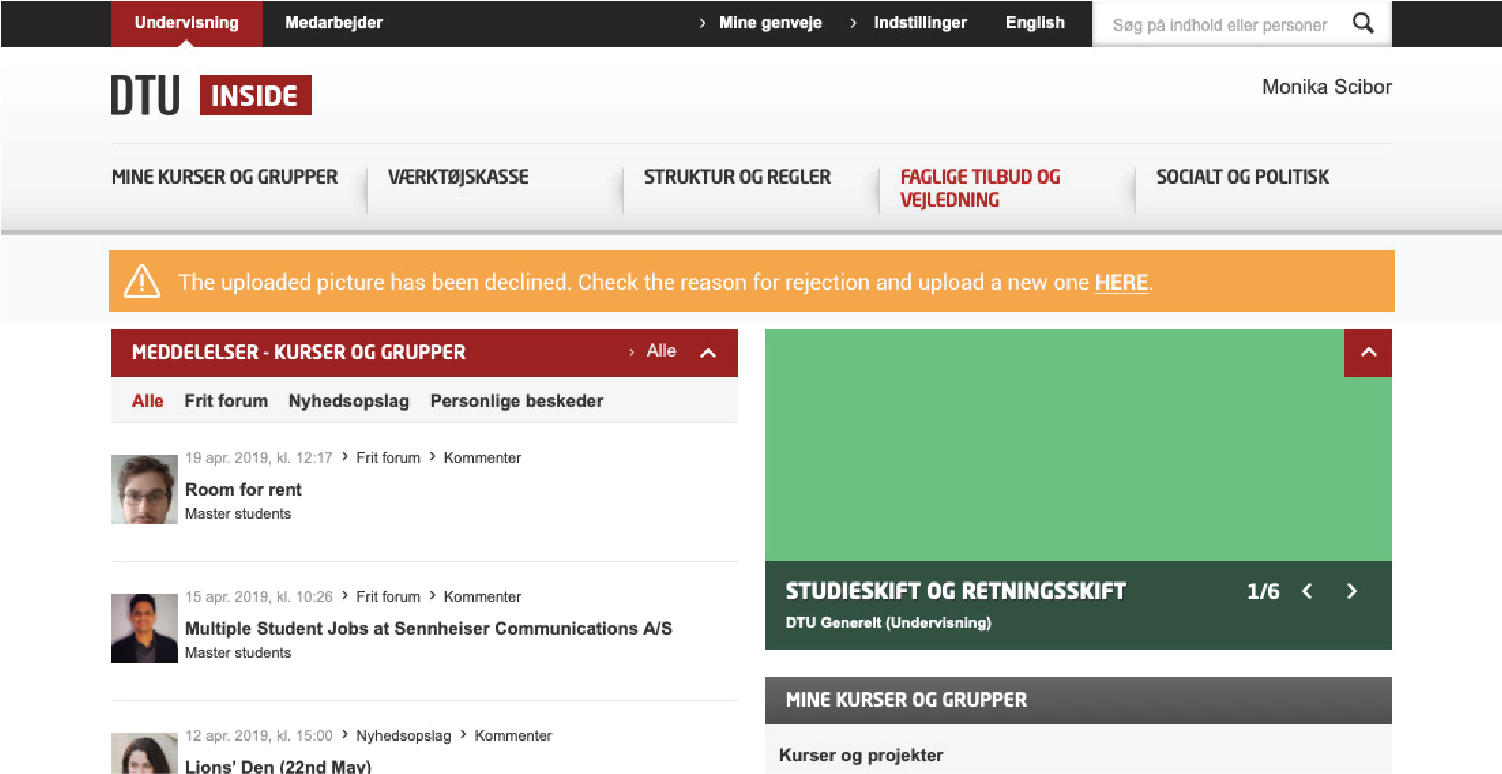 Undervisning Medarbejder › Mine genveje › Indstillinger English Søg på indhold eller personer
DTU INSIDE
Monika Scibor
MINE KURSER OG GRUPPER VÆRKTØJSKASSE STRUKTUR OG REGLER FAGLIGE TILBUD OG VEJLEDNING SOCIALT OG POLITISK
The uploaded picture has been declined. Check the reason for rejection and upload a new one HERE.
MEDDELELSER - KURSER OG GRUPPER › Alle
Alle Frit forum Nyhedsopslag Personlige beskeder
19 apr. 2019, kl. 12:17 › Frit forum › Kommenter
Room for rent
Master students
15 apr. 2019, kl. 10:26 › Frit forum › Kommenter
Multiple Student Jobs at Sennheiser Communications A/S
Master students
12 apr. 2019, kl. 15:00 › Nyhedsopslag › Kommenter
Lions' Den (22nd May)
STUDIESKIFT OG RETNINGSSKIFT 1/6
DTU Generelt (Undervisning)
MINE KURSER OG GRUPPER
Kurser og projekter